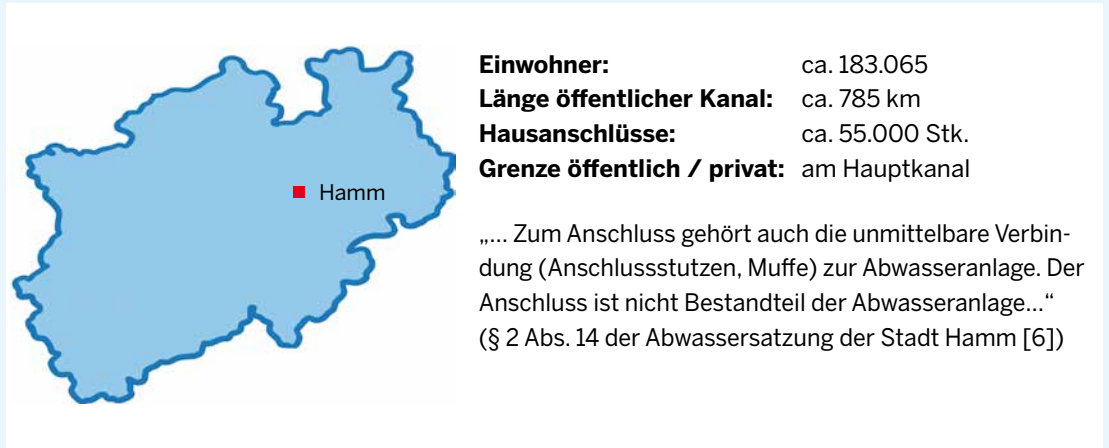 Hamm
Einwohner: ca. 183.065
Länge öffentlicher Kanal: ca. 785 km
Hausanschlüsse: ca. 55.000 Stk.
Grenze öffentlich / privat: am Hauptkanal
„... Zum Anschluss gehört auch die unmittelbare Verbin-
dung (Anschlussstutzen, Muffe) zur Abwasseranlage. Der
Anschluss ist nicht Bestandteil der Abwasseranlage...“
(§ 2 Abs. 14 der Abwassersatzung der Stadt Hamm [6])